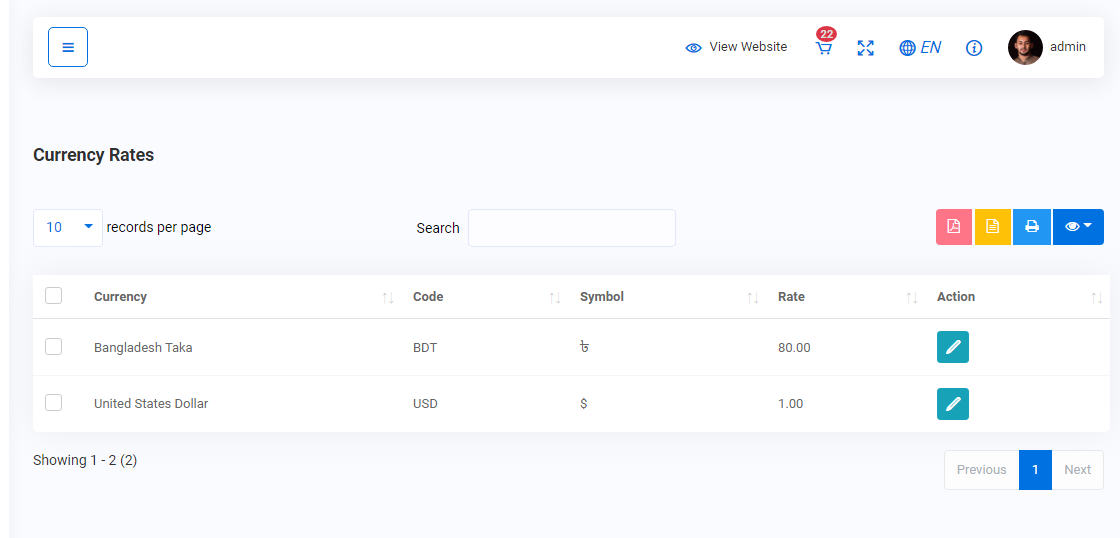 View Website 22 EN admin
Currency Rates
10 records per page Search
Currency Code Symbol Rate Action
Bangladesh Taka BDT ৳ 80.00
United States Dollar USD $ 1.00
Showing 1 - 2 (2) Previous 1 Next